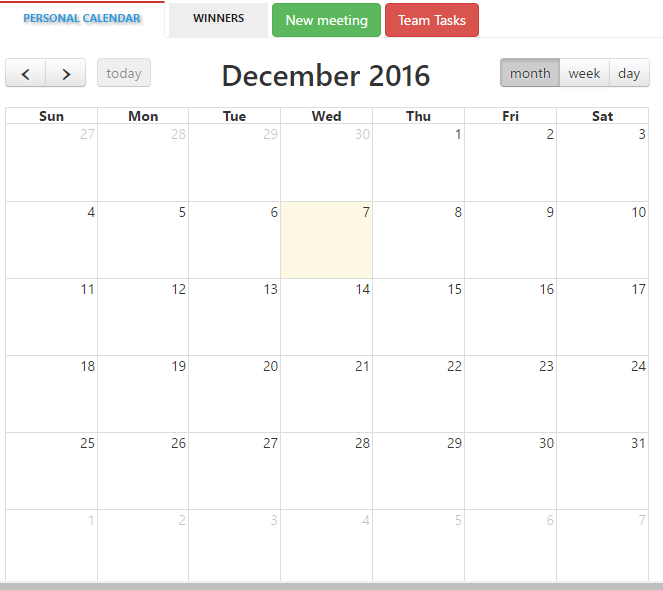 PERSONAL CALENDAR WINNERS New meeting Team Tasks
today December 2016 month week day
Sun Mon Tue Wed Thu Fri Sat
27 28 29 30 1 2 3
4 5 6 7 8 9 10
11 12 13 14 15 16 17
18 19 20 21 22 23 24
25 26 27 28 29 30 31
1 2 3 4 5 6 7